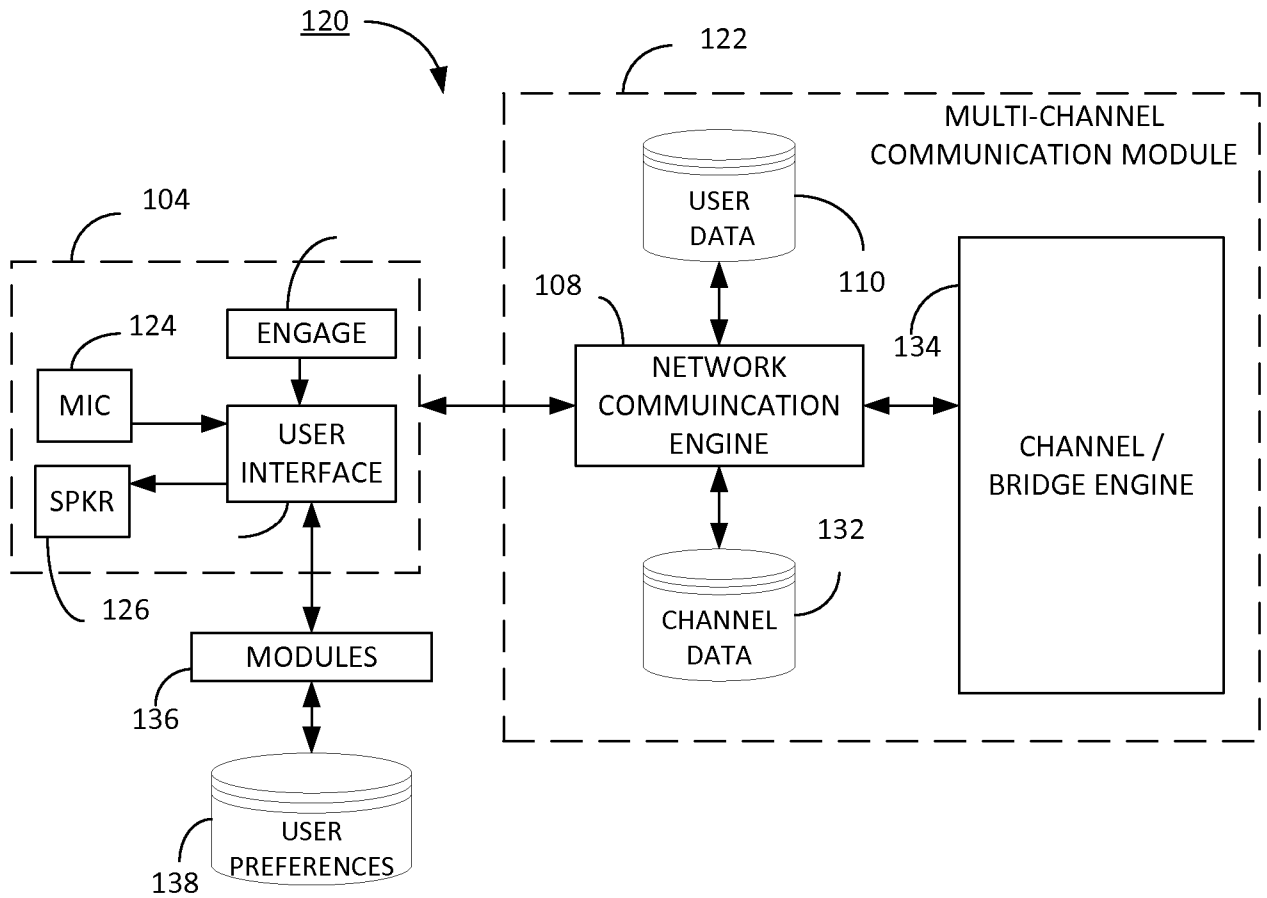 120
122
MULTI-CHANNEL
COMMUNICATION MODULE
104
USER
DATA
110
108
134
124
ENGAGE
MIC
NETWORK
COMMUINCATION
ENGINE
USER
INTERFACE
CHANNEL /
BRIDGE ENGINE
SPKR
132
126
CHANNEL
DATA
MODULES
136
USER
PREFERENCES
138